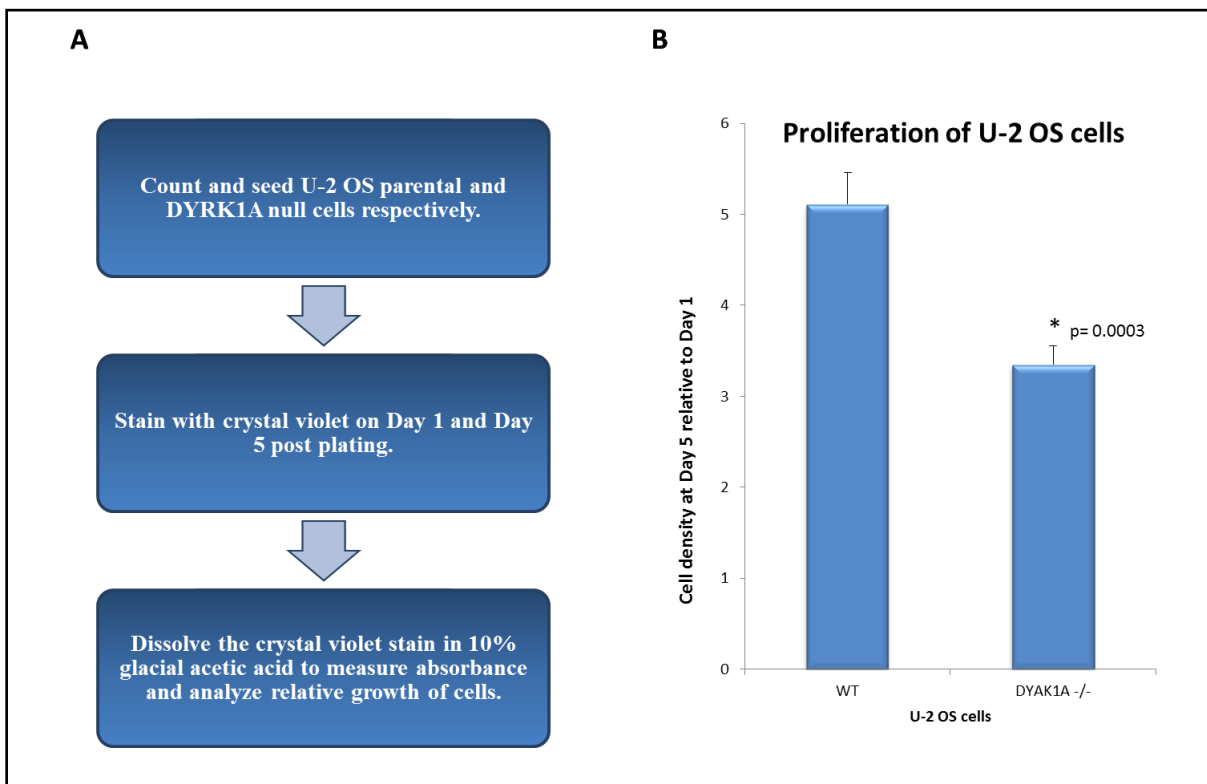 A
Count and seed U-2 OS parental and
DYRK1A null cells respectively.
Stain with crystal violet on Day 1 and Day
5 post plating.
Dissolve the crystal violet stain in 10%
glacial acetic acid to measure absorbance
and analyze relative growth of cells.
B
Proliferation of U-2 OS cells
Cell density at Day 5 relative to Day 1
6
5
4
3
2
1
0
* p= 0.0003
WT DYAK1A -/-
U-2 OS cells